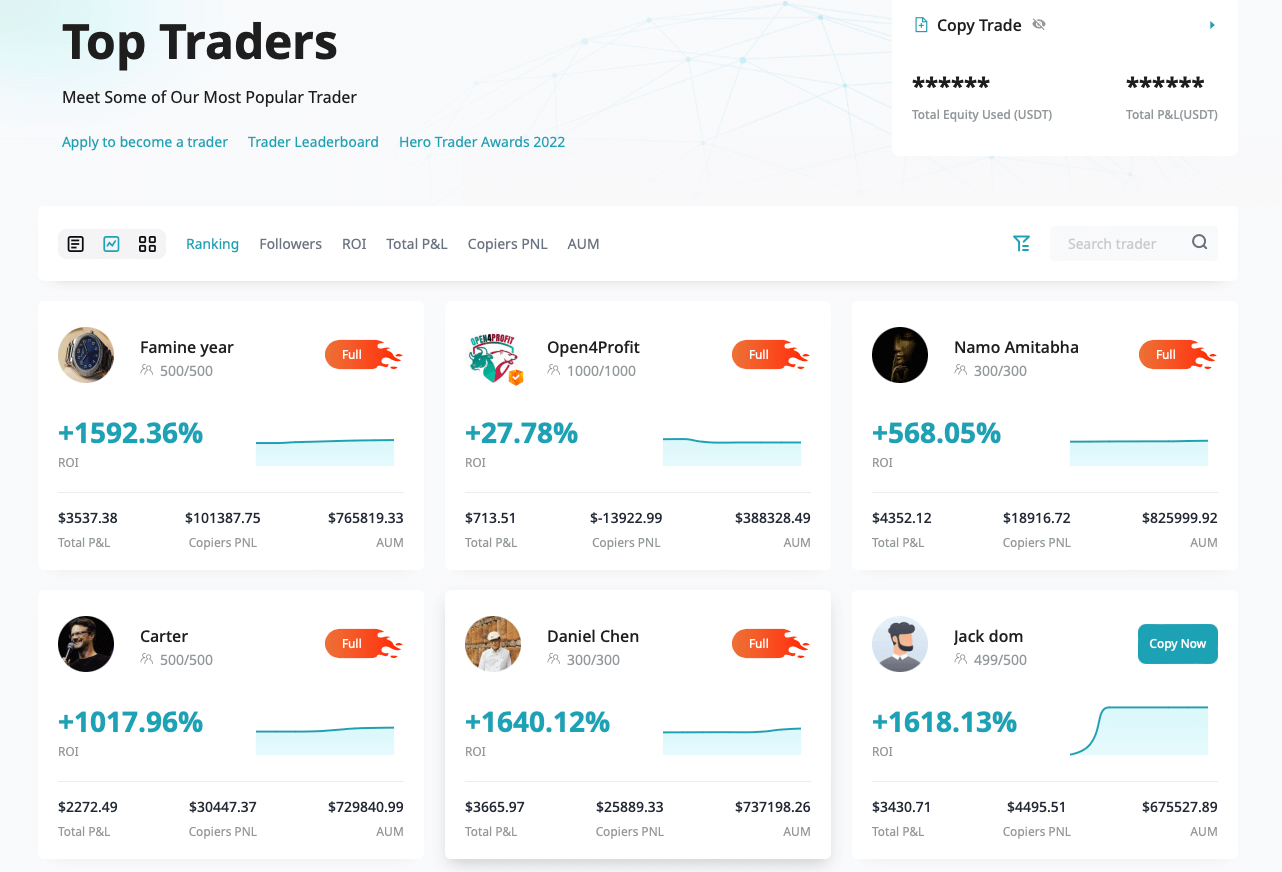 Top Traders
Meet Some of Our Most Popular Trader
Apply to become a trader Trader Leaderboard Hero Trader Awards 2022
Copy Trade
****** ******
Total Equity Used (USDT) Total P&L(USDT)
Ranking Followers ROI Total P&L Copiers PNL AUM Search trader
Famine year
500/500
Full
+1592.36%
ROI
$3537.38 $101387.75 $765819.33
Total P&L Copiers PNL AUM
OPEN4PROFIT
Open4Profit
1000/1000
Full
+27.78%
ROI
$713.51 $-13922.99 $388328.49
Total P&L Copiers PNL AUM
Namo Amitabha
300/300
Full
+568.05%
ROI
$4352.12 $18916.72 $825999.92
Total P&L Copiers PNL AUM
Carter
500/500
Full
+1017.96%
ROI
$2272.49 $30447.37 $729840.99
Total P&L Copiers PNL AUM
Daniel Chen
300/300
Full
+1640.12%
ROI
$3665.97 $25889.33 $737198.26
Total P&L Copiers PNL AUM
Jack dom
499/500
Copy Now
+1618.13%
ROI
$3430.71 $4495.51 $675527.89
Total P&L Copiers PNL AUM